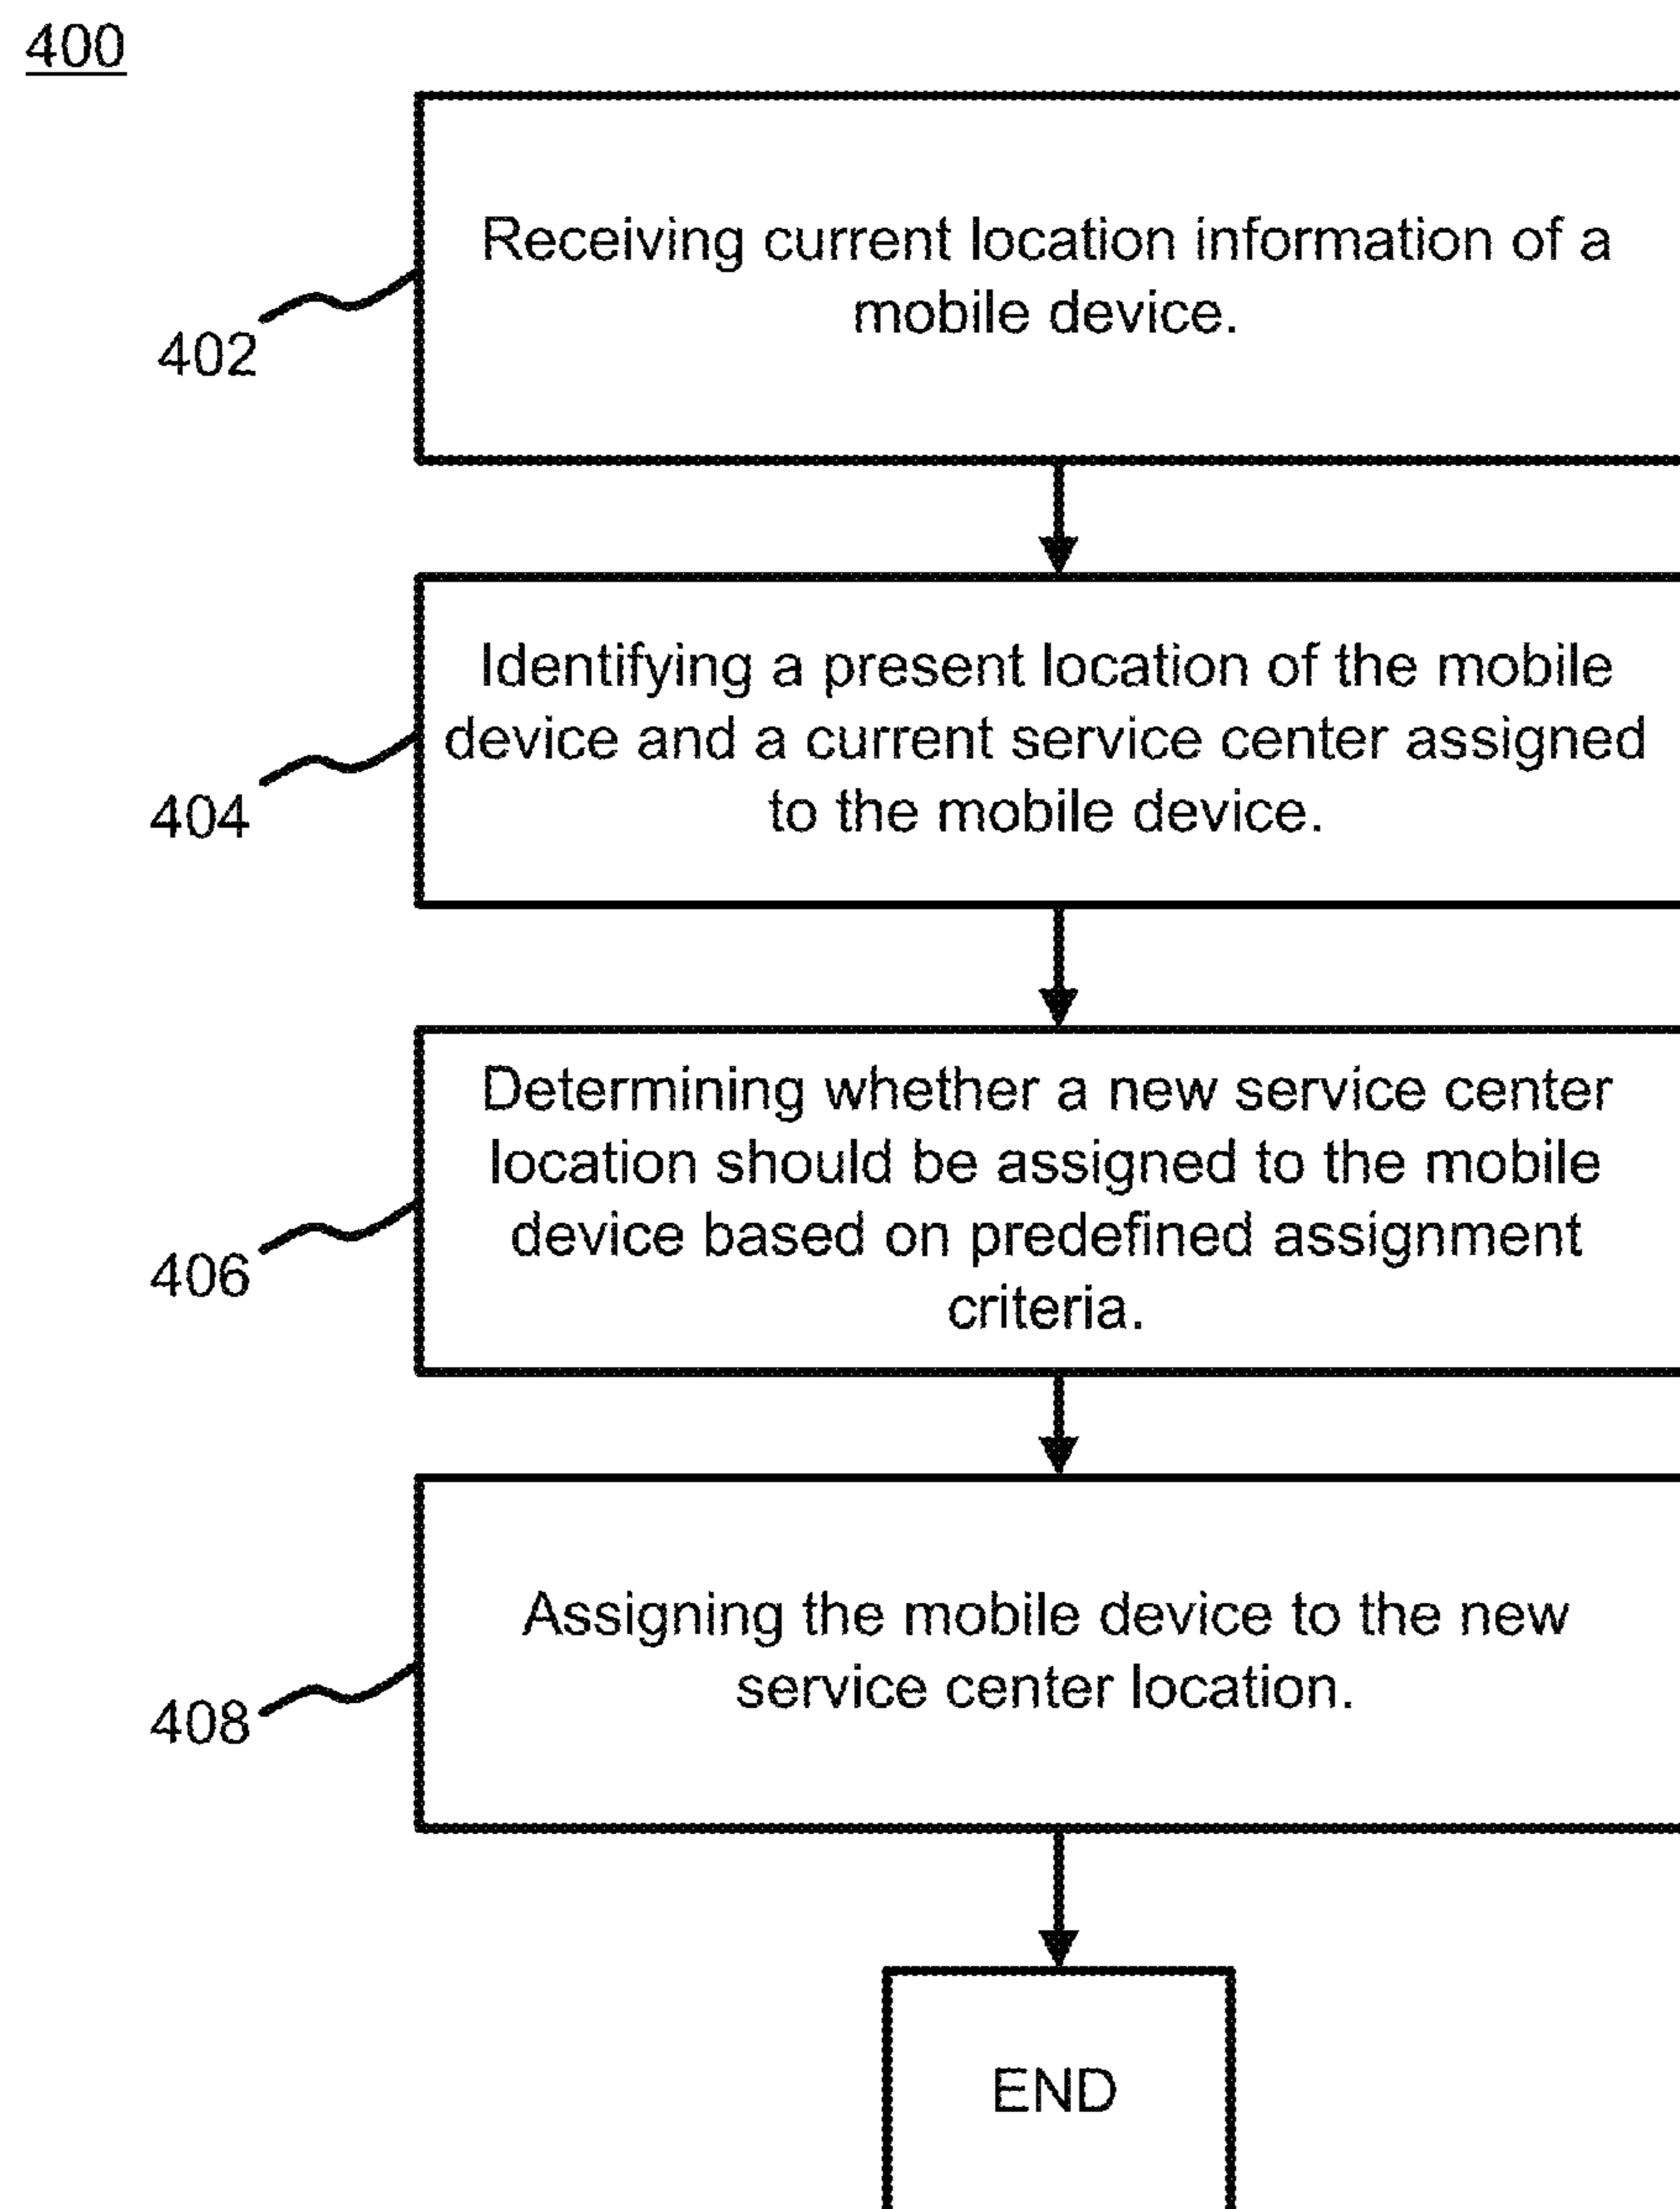 400
Receiving current location information of a
mobile device.
402
Identifying a present location of the mobile
device and a current service center assigned
to the mobile device.
404
Determining whether a new service center
location should be assigned to the mobile
device based on predefined assignment
criteria.
406
Assigning the mobile device to the new
service center location.
408
END